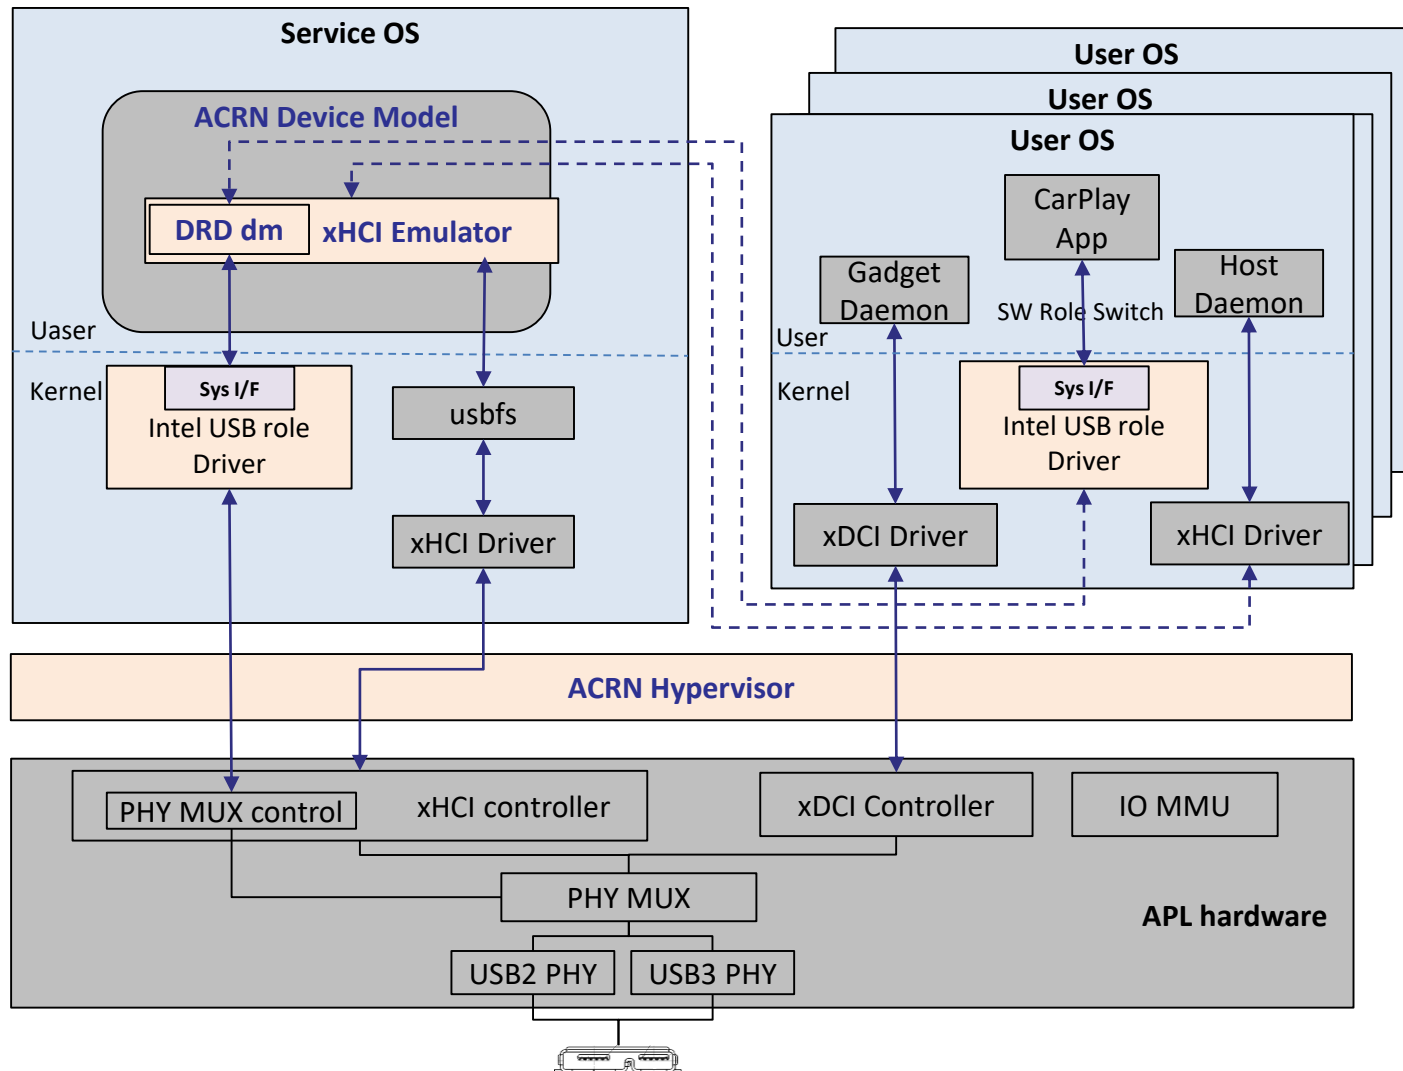 Service OS
ACRN Device Model
DRD dm
xHCI Emulator
Uaser
Kernel
Sys I/F
Intel USB role
Driver
usbfs
xHCI Driver
User OS
User OS
User OS
CarPlay
App
Gadget
Daemon
Host
Daemon
SW Role Switch
User
Kernel
Sys I/F
Intel USB role
Driver
xDCI Driver
xHCI Driver
ACRN Hypervisor
PHY MUX control
xHCI controller
xDCI Controller
IO MMU
PHY MUX
APL hardware
USB2 PHY
USB3 PHY